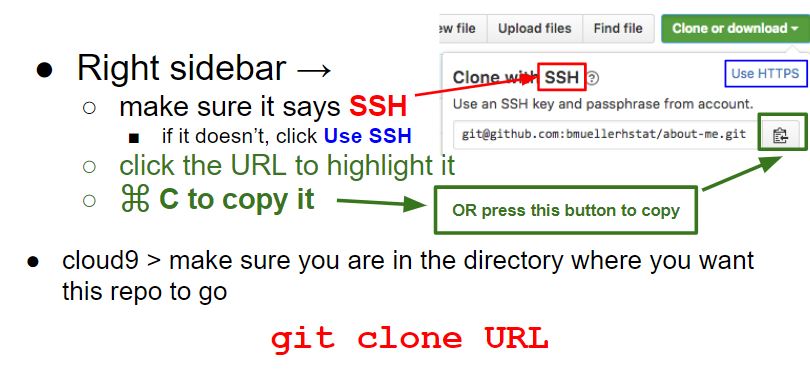 ew file Upload files Find file Clone or download
Right sidebar →
Clone with SSH ? Use HTTPS
Use an SSH key and passphrase from account.
git@github.com:bmuellerhstat/about-me.git
make sure it says SSH
if it doesn't, click Use SSH
click the URL to highlight it
⌘ C to copy it
OR press this button to copy
cloud9 > make sure you are in the directory where you want
this repo to go
git clone URL